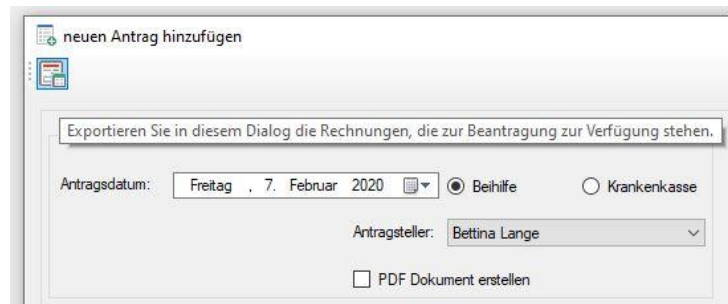 neuen Antrag hinzufügen
Exportieren Sie in diesem Dialog die Rechnungen, die zur Beantragung zur Verfügung stehen.
Antragsdatum: Freitag , 7. Februar 2020 Beihilfe Krankenkasse
Antragsteller: Bettina Lange
PDF Dokument erstellen